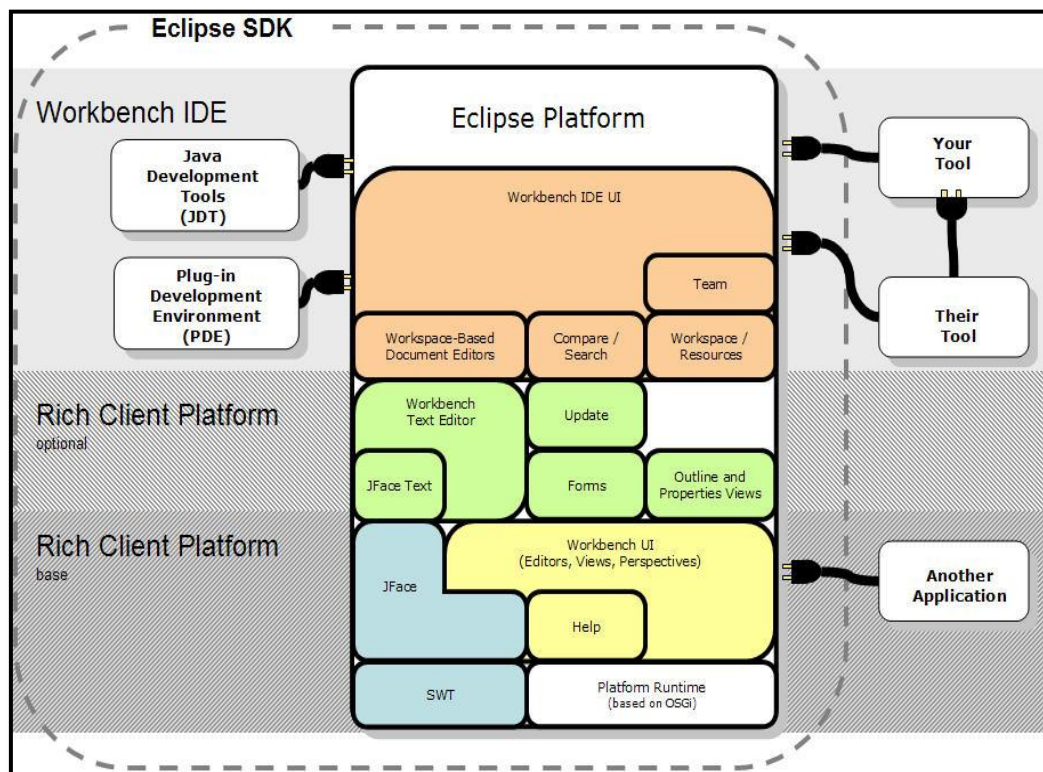 Eclipse SDK
Workbench IDE
Eclipse Platform
Java
Development
Tools
(JDT)
Your
Tool
Workbench IDE UI
Plug-in
Development
Environment
(PDE)
Team
Their
Tool
Workspace-Based
Document Editors
Compare /
Search
Workspace /
Resources
Rich Client Platform
optional
Workbench
Text Editor
Update
JFace Text
Forms
Outline and
Properties Views
Rich Client Platform
base
Workbench UI
(Editors, Views, Perspectives)
JFace
Another
Application
Help
SWT
Platform Runtime
(based on OSGi)